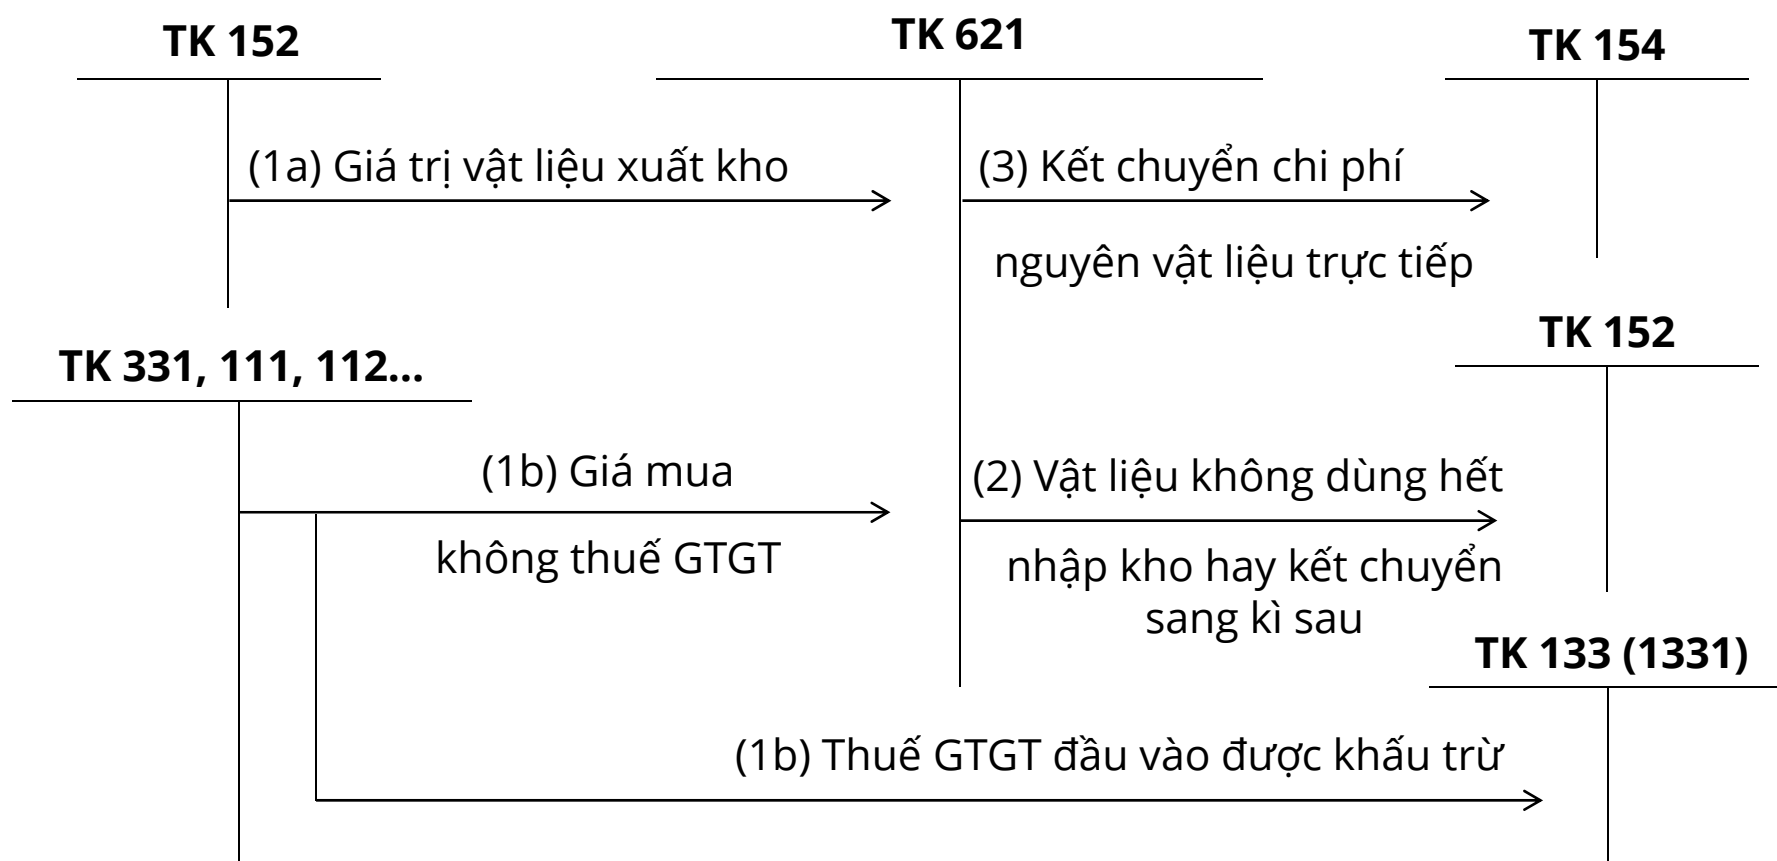 TK 152
TK 621
TK 154
(1a) Giá trị vật liệu xuất kho
(3) Kết chuyển chi phí
nguyên vật liệu trực tiếp
TK 331, 111, 112...
TK 152
(1b) Giá mua
không thuế GTGT
(2) Vật liệu không dùng hết
nhập kho hay kết chuyển
sang kì sau
TK 133 (1331)
(1b) Thuế GTGT đầu vào được khấu trừ